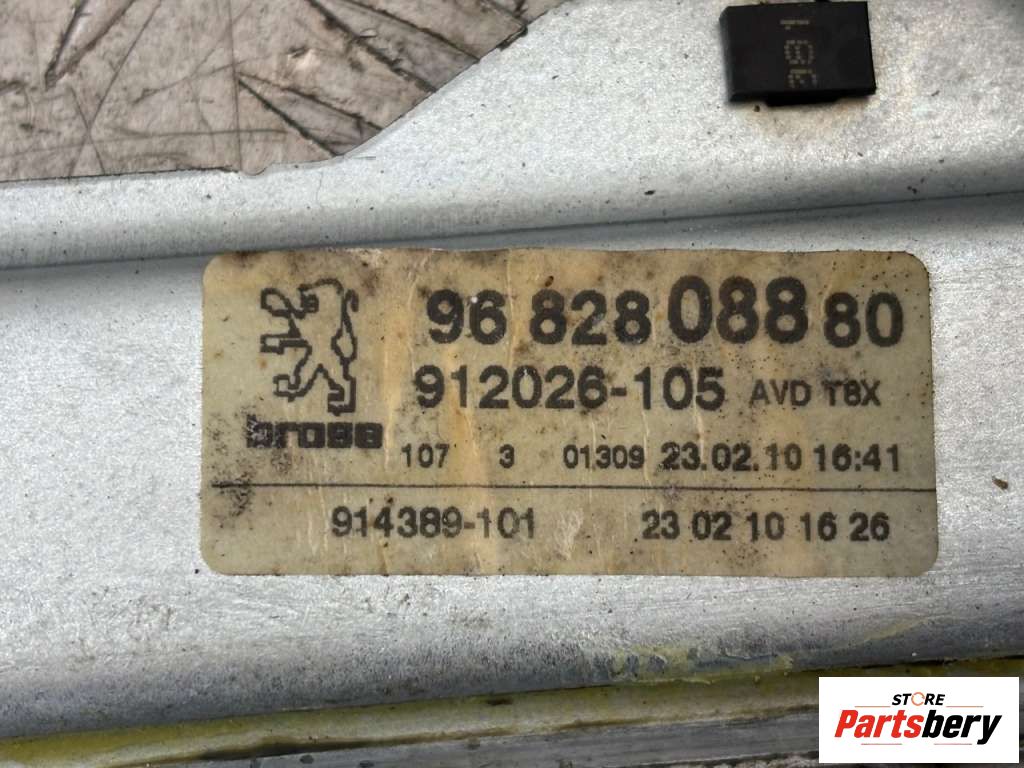 96 828 088 80
912026-105 AVD T8X
brose
107 3 01309 23.02.10 16:41
914389-101 23 02 10 16 26
STORE
Partsbery